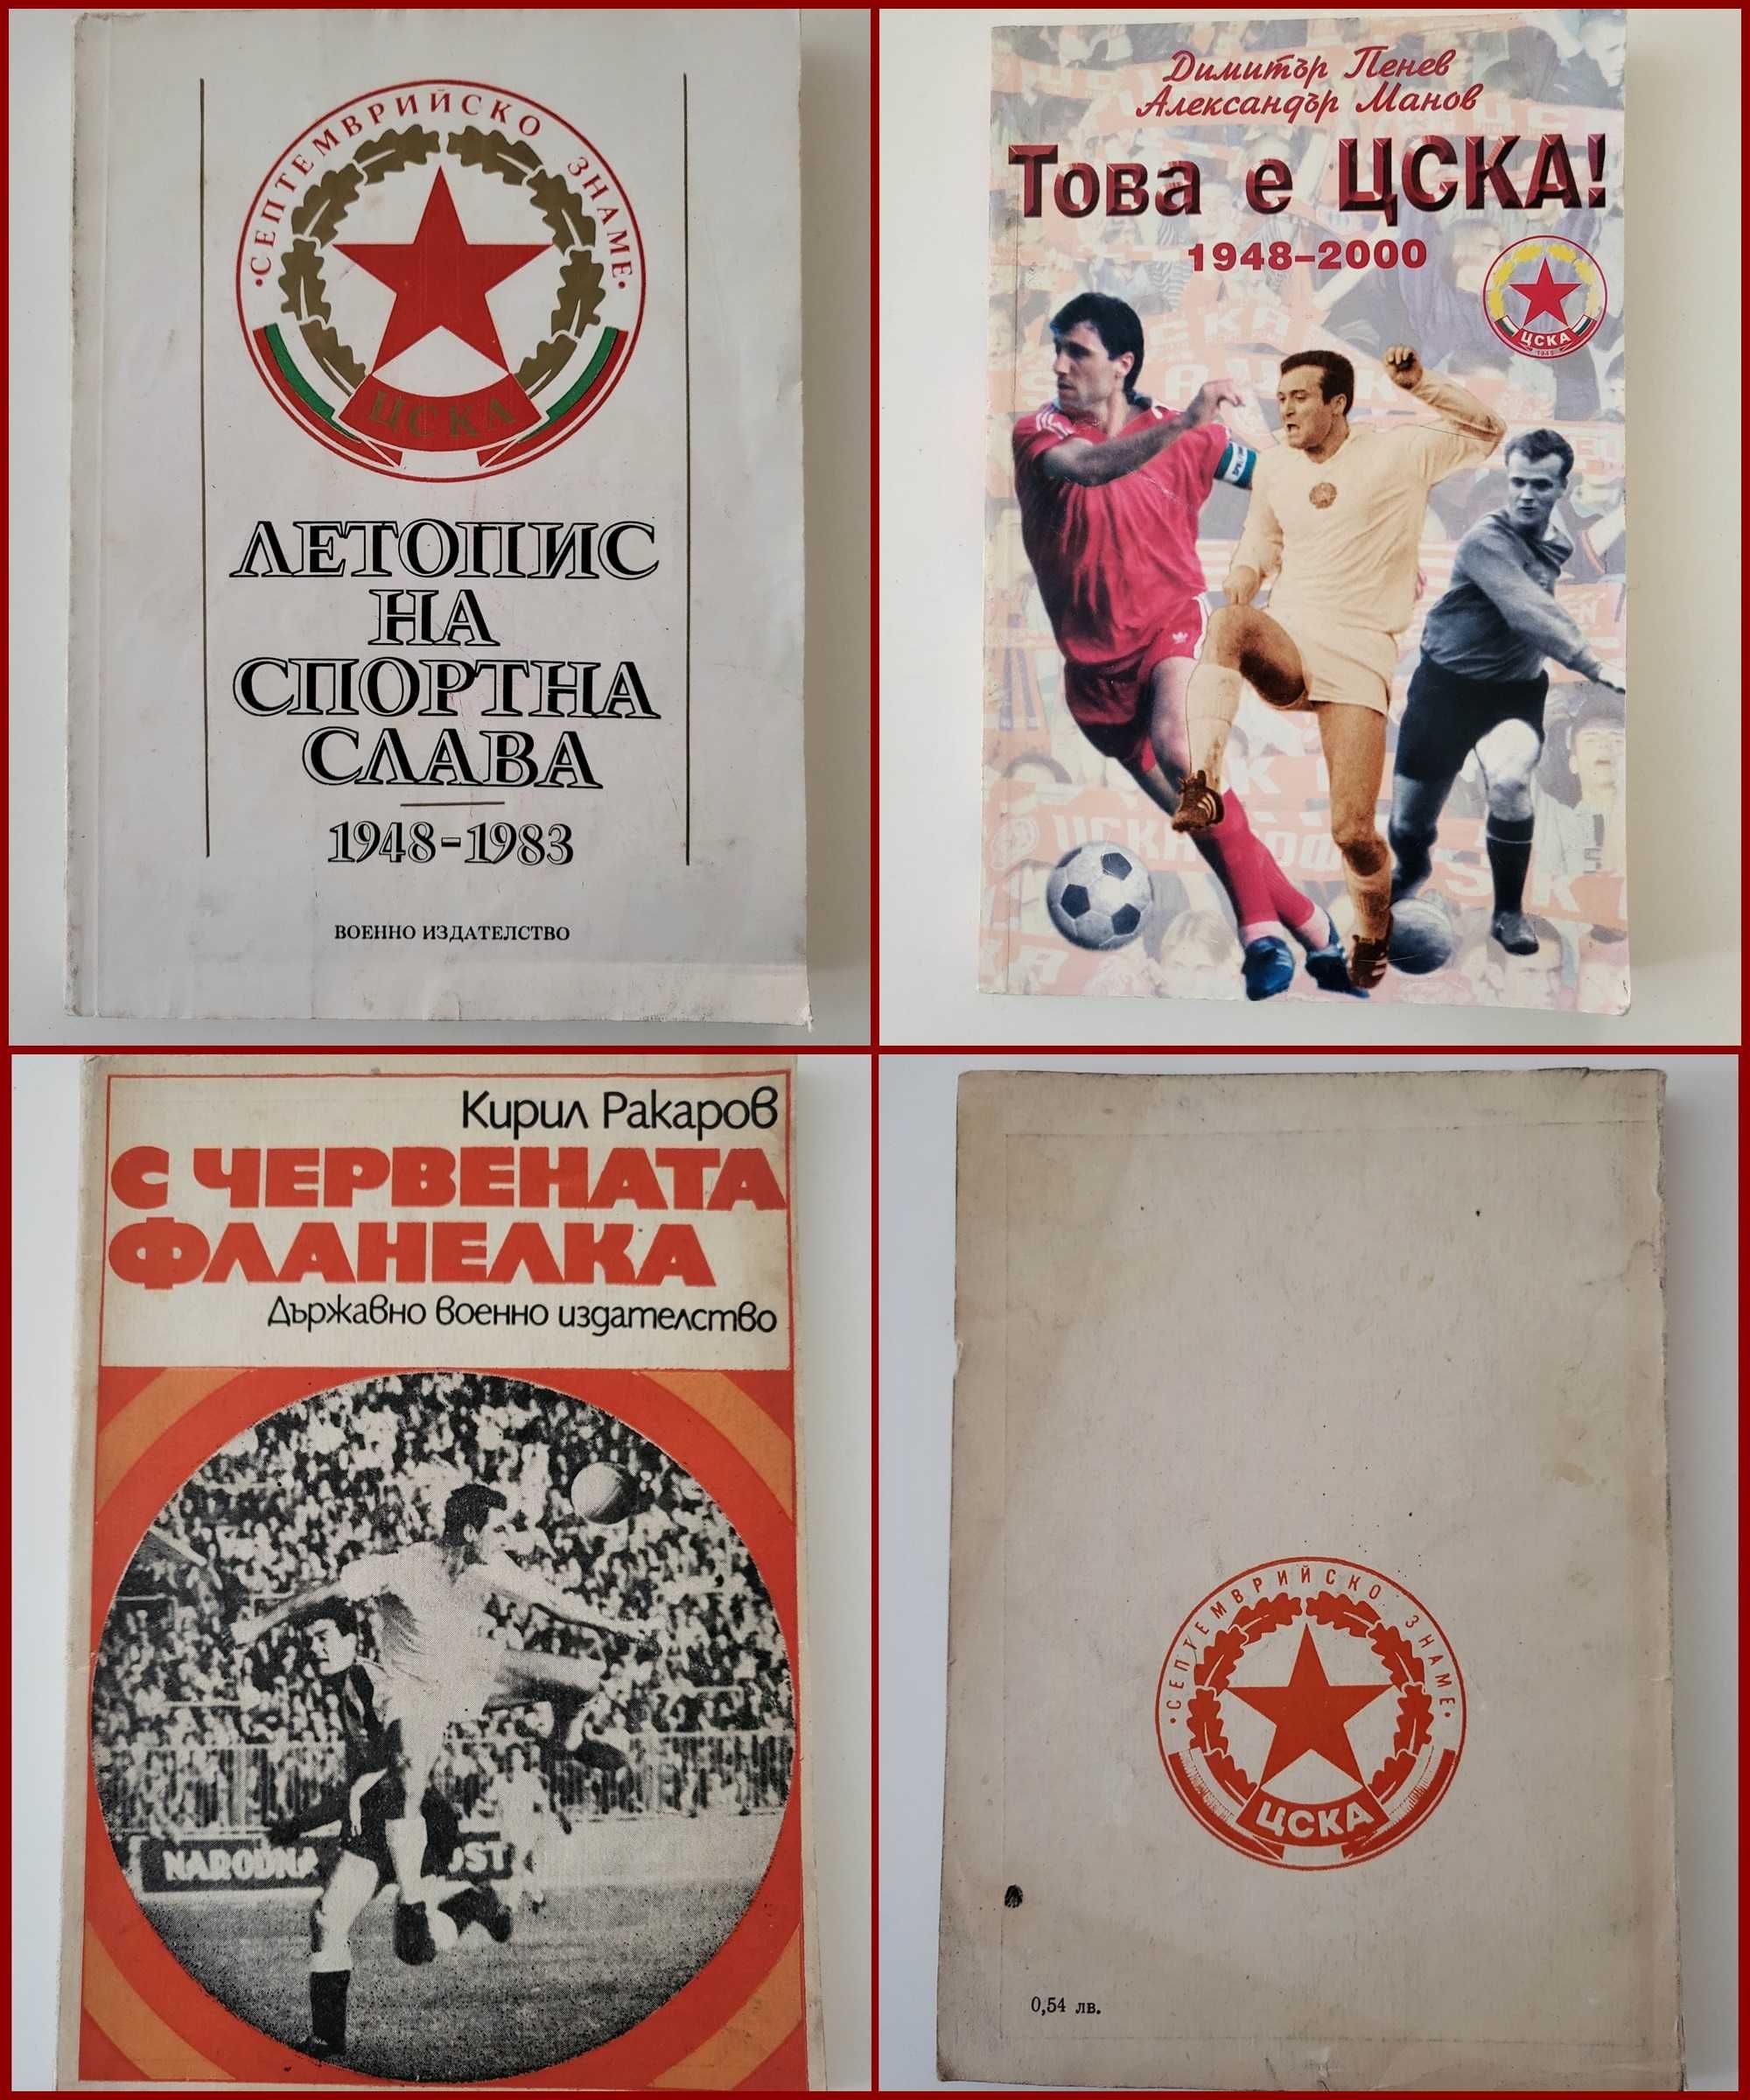 СЕПТЕМВРИЙСКО ЗНАМЕ
ЦСКА
ЛЕТОПИС
НА
СПОРТНА
СЛАВА
1948-1983
ВОЕННО ИЗДАТЕЛСТВО
Димитър Пенев
Александър Манов
Това е ЦСКА!
1948-2000
ЦСКА
Кирил Ракаров
С ЧЕРВЕНАТА
ФЛАНЕЛКА
Държавно военно издателство
NARODNA
СЕПТЕМВРИЙСКО ЗНАМЕ
ЦСКА
0,54 лв.